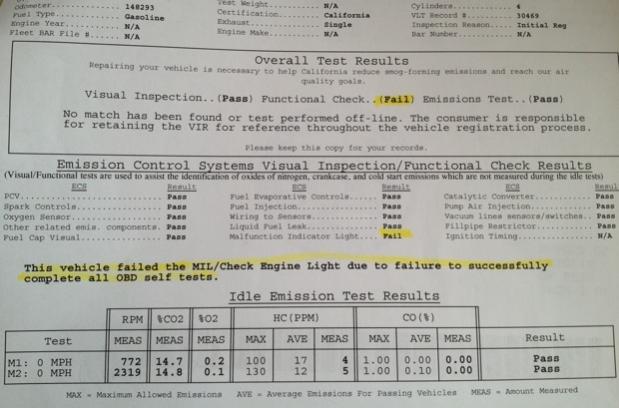 Odometer........ 148293 Test Weight......... N/A Cylinders........... 4
Fuel Type....... Gasoline Certification....... California VLT Record #........ 30469
Engine Year..... N/A Exhaust............. Single Inspection Reason... Initial Reg
Fleet BAR File #.... N/A Engine Make......... N/A Bar Number.......... N/A
Overall Test Results
Repairing your vehicle is necessary to help California reduce smog-forming emissions and reach our air
quality goals.
Visual Inspection..(Pass) Functional Check..(Fail) Emissions Test..(Pass)
No match has been found or test performed off-line. The consumer is responsible
for retaining the VIR for reference throughout the vehicle registration process.
Please keep this copy for your records.
Emission Control Systems Visual Inspection/Functional Check Results
(Visual/Functional tests are used to assist the identification of oxides of nitrogen, crankcase, and cold start emissions which are not measured during the idle tests)
ECS Result ECS Result ECS Result
PCV................ Pass Fuel Evaporative Controls... Pass Catalytic Converter.... Pass
Spark Controls............. Pass Fuel Injection.... Pass Pump Air Injection..... Pass
Oxygen Sensor.............. Pass Wiring to Sensors.... Pass Vacuum lines sensors/switches.. Pass
Other related emis. components. Pass Liquid Fuel Leak.... Pass Fillpipe Restrictor.... Pass
Fuel Cap Visual............ Pass Malfunction Indicator Light.. Fail Ignition Timing.... N/A
This vehicle failed the MIL/Check Engine Light due to failure to successfully
complete all OBD self tests.
Idle Emission Test Results
RPM %CO2 %O2 HC(PPM) CO(%)
Test MEAS MEAS MEAS MAX AVE MEAS MAX AVE MEAS Result
M1: 0 MPH 772 14.7 0.2 100 17 4 1.00 0.00 0.00 Pass
M2: 0 MPH 2319 14.8 0.1 130 12 5 1.00 0.10 0.00 Pass
MAX = Maximum Allowed Emissions AVE = Average Emissions For Passing Vehicles MEAS = Amount Measured